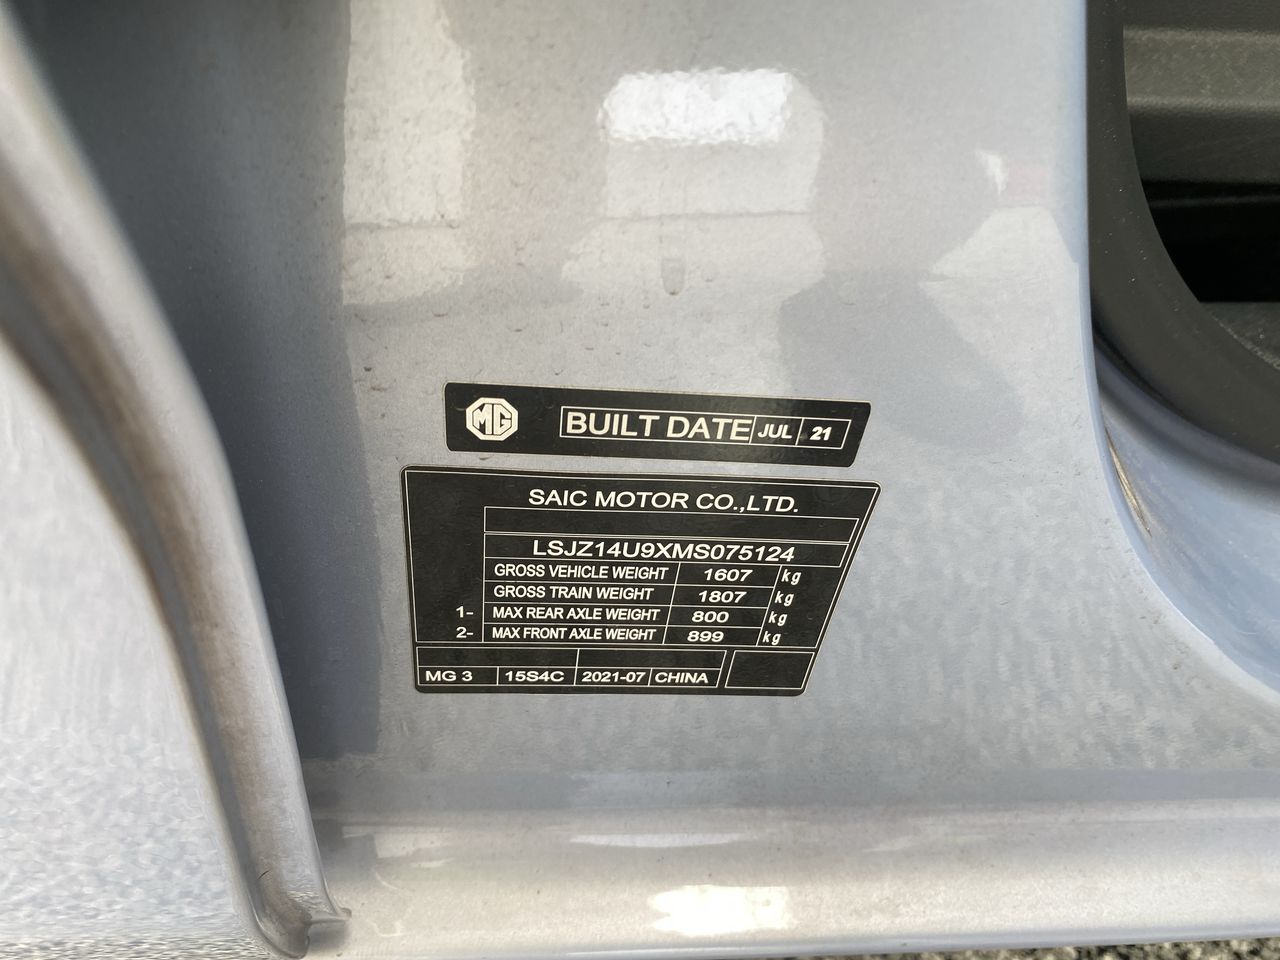 MG BUILT DATE JUL 21
SAIC MOTOR CO.,LTD.
LSJZ14U9XMS075124
GROSS VEHICLE WEIGHT 1607 kg
GROSS TRAIN WEIGHT 1807 kg
1- MAX REAR AXLE WEIGHT 800 kg
2- MAX FRONT AXLE WEIGHT 899 kg
MG 3 15S4C 2021-07 CHINA